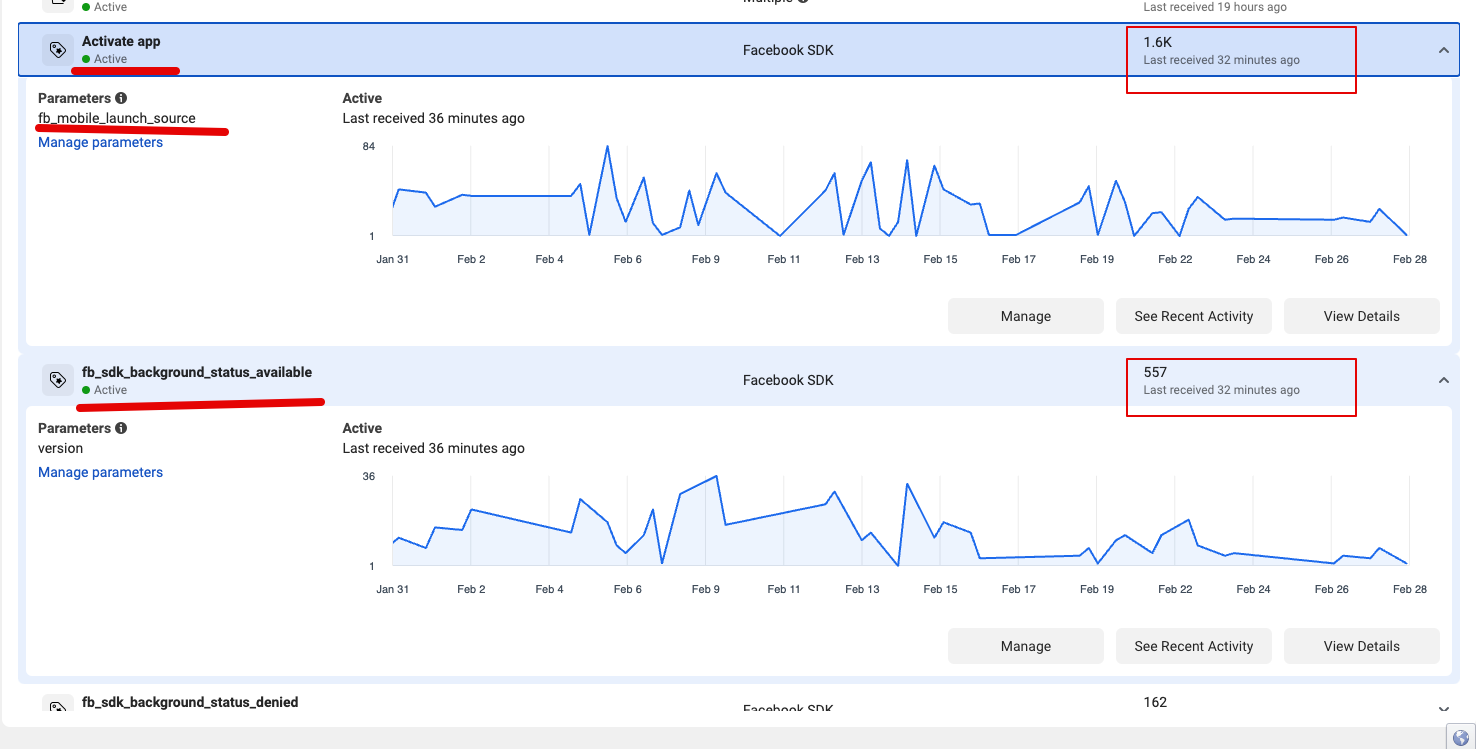 Active
Multiple
Last received 19 hours ago
Activate app
Active
Facebook SDK
1.6K
Last received 32 minutes ago
Parameters
fb_mobile_launch_source
Manage parameters
Active
Last received 36 minutes ago
84
1
Jan 31 Feb 2 Feb 4 Feb 6 Feb 9 Feb 11 Feb 13 Feb 15 Feb 17 Feb 19 Feb 22 Feb 24 Feb 26 Feb 28
Manage See Recent Activity View Details
fb_sdk_background_status_available
Active
Facebook SDK
557
Last received 32 minutes ago
Parameters
version
Manage parameters
Active
Last received 36 minutes ago
36
1
Jan 31 Feb 2 Feb 4 Feb 6 Feb 9 Feb 11 Feb 13 Feb 15 Feb 17 Feb 19 Feb 22 Feb 24 Feb 26 Feb 28
Manage See Recent Activity View Details
fb_sdk_background_status_denied
Facebook SDK
162